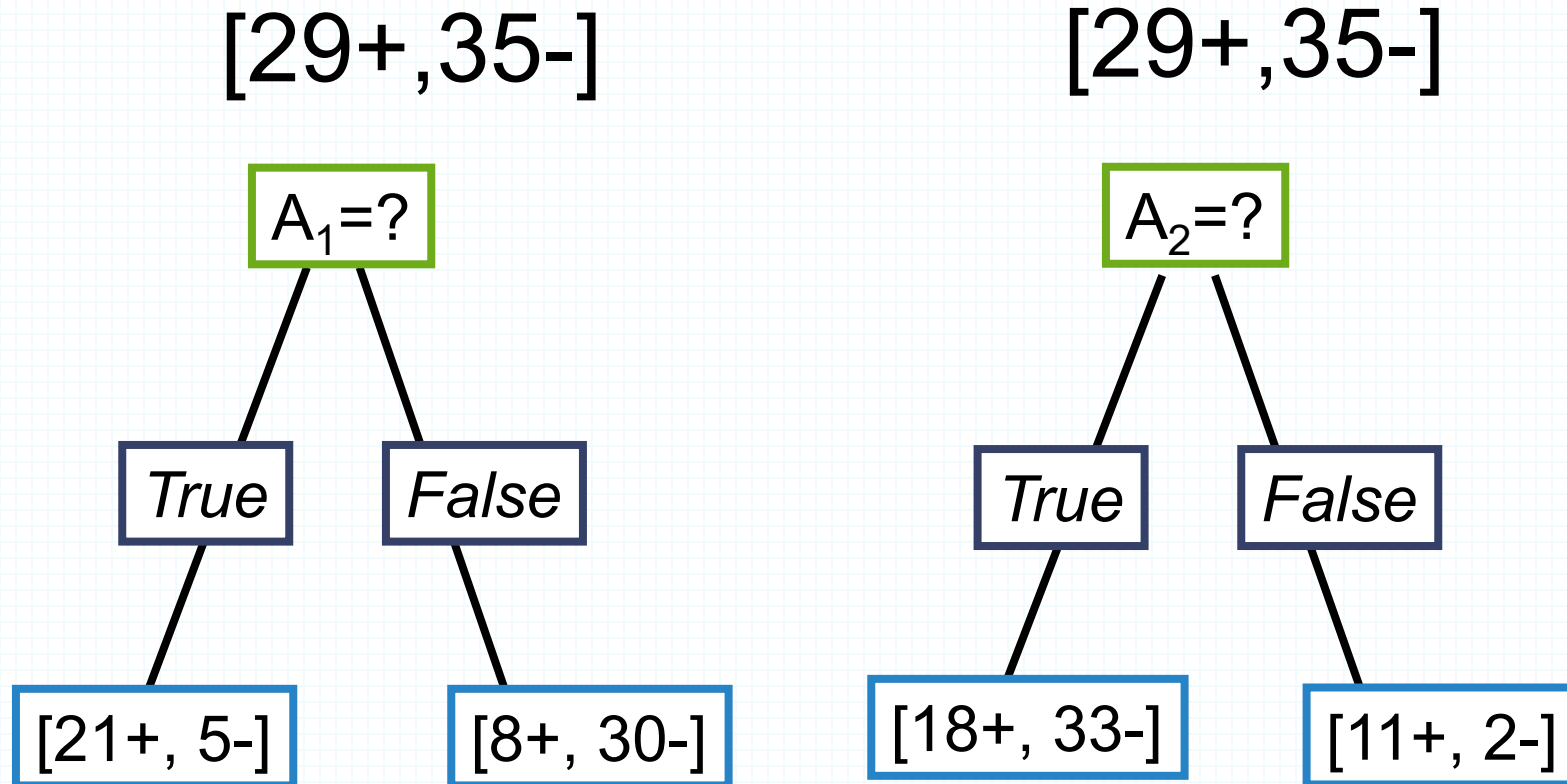 [29+,35-]
[29+,35-]
A₁=?
A₂=?
True
False
True
False
[21+, 5-]
[8+, 30-]
[18+, 33-]
[11+, 2-]